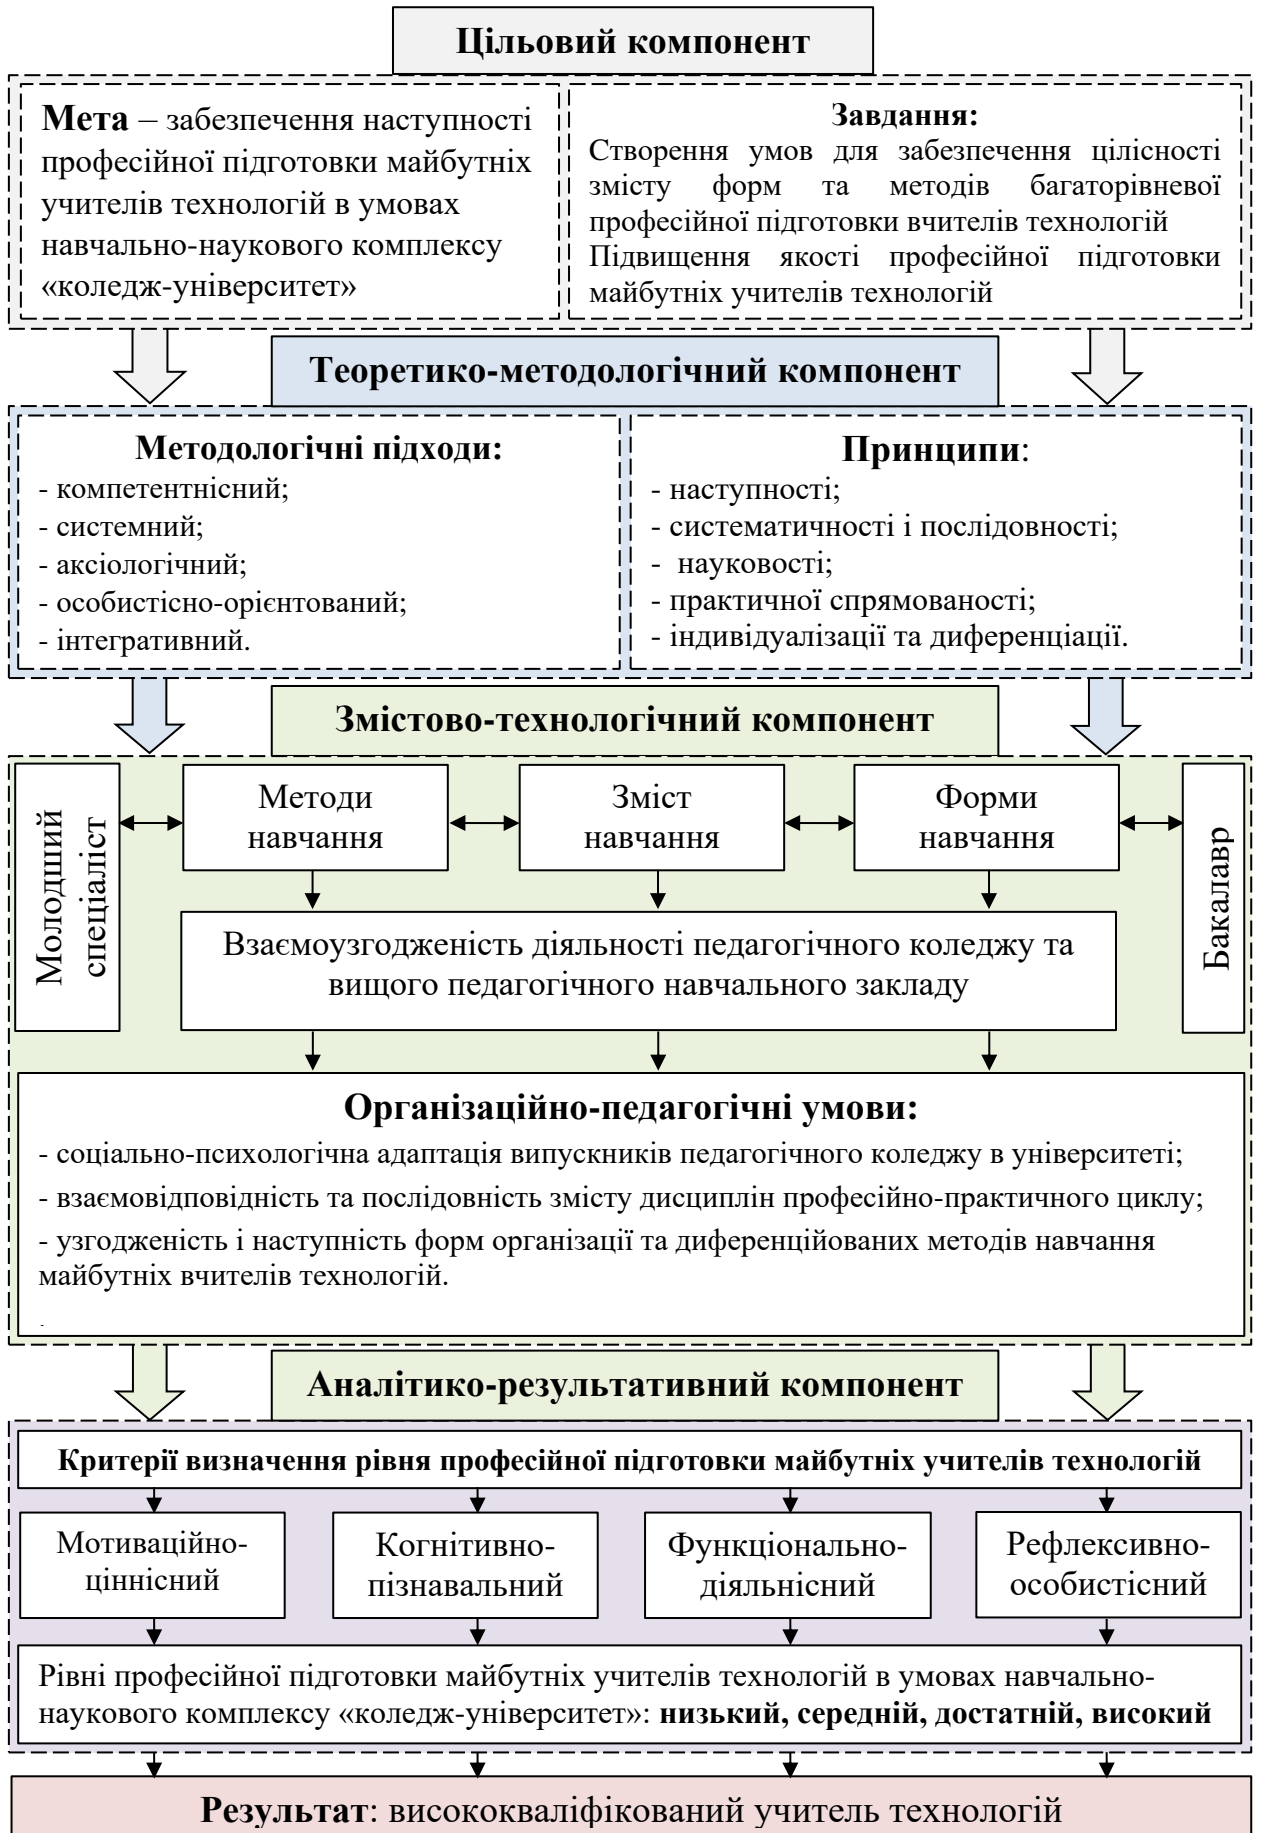 Цільовий компонент
Мета – забезпечення наступності
професійної підготовки майбутніх
учителів технологій в умовах
навчально-наукового комплексу
«коледж-університет»
Завдання:
Створення умов для забезпечення цілісності
змісту форм та методів багаторівневої
професійної підготовки вчителів технологій
Підвищення якості професійної підготовки
майбутніх учителів технологій
Теоретико-методологічний компонент
Методологічні підходи:
- компетентнісний;
- системний;
- аксіологічний;
- особистісно-орієнтований;
- інтегративний.
Принципи:
- наступності;
- систематичності і послідовності;
- науковості;
- практичної спрямованості;
- індивідуалізації та диференціації.
Змістово-технологічний компонент
Молодший
спеціаліст
Методи
навчання
Зміст
навчання
Форми
навчання
Бакалавр
Взаємоузгодженість діяльності педагогічного коледжу та
вищого педагогічного навчального закладу
Організаційно-педагогічні умови:
- соціально-психологічна адаптація випускників педагогічного коледжу в університеті;
- взаємовідповідність та послідовність змісту дисциплін професійно-практичного циклу;
- узгодженість і наступність форм організації та диференційованих методів навчання
майбутніх вчителів технологій.
.
Аналітико-результативний компонент
Критерії визначення рівня професійної підготовки майбутніх учителів технологій
Мотиваційно-
ціннісний
Когнітивно-
пізнавальний
Функціонально-
діяльнісний
Рефлексивно-
особистісний
Рівні професійної підготовки майбутніх учителів технологій в умовах навчально-
наукового комплексу «коледж-університет»: низький, середній, достатній, високий
Результат: висококваліфікований учитель технологій